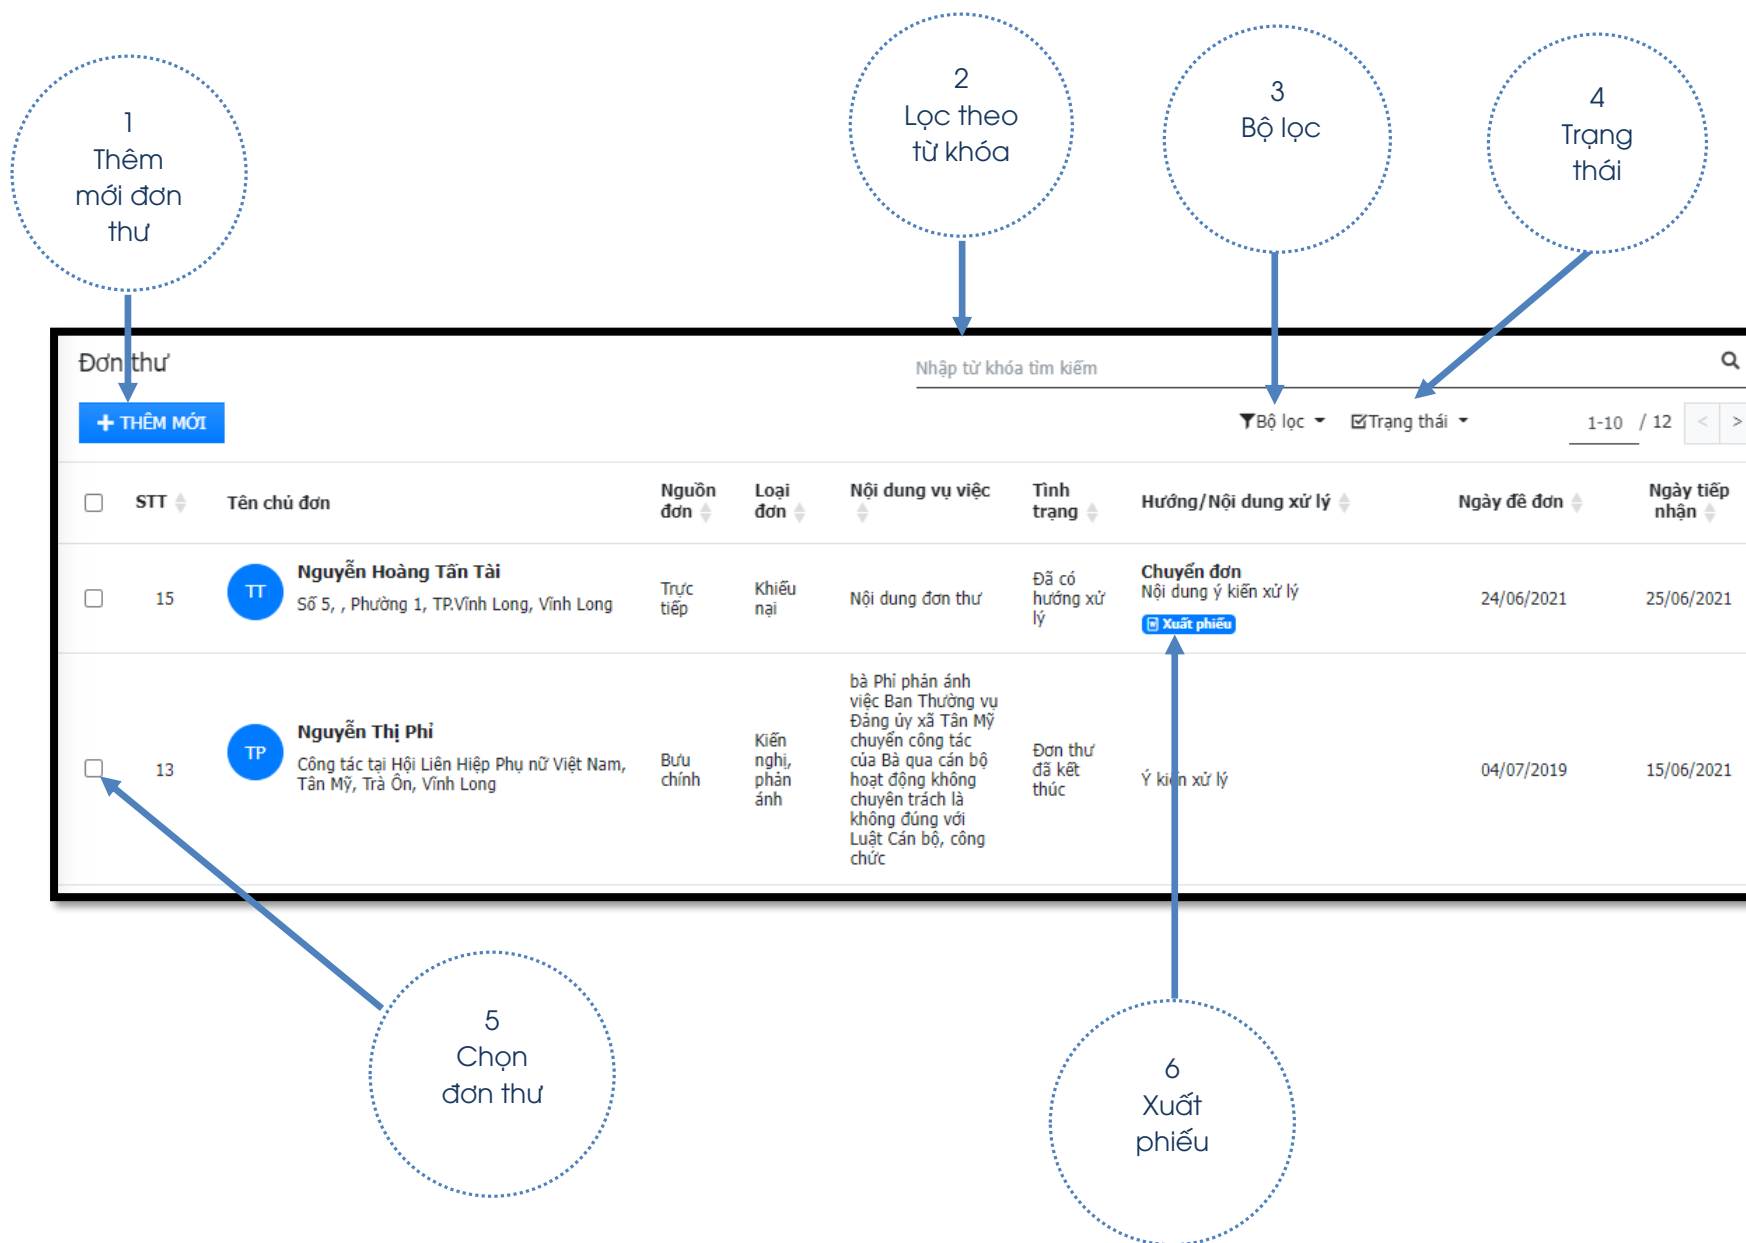 1
Thêm
mới đơn
thư
2
Lọc theo
từ khóa
3
Bộ lọc
4
Trạng
thái
Đơn thư
Nhập từ khóa tìm kiếm
THÊM MỚI
Bộ lọc
Trạng thái
1-10 / 12 < >
STT
Tên chủ đơn
Nguồn
đơn
Loại
đơn
Nội dung vụ việc
Tình
trạng
Hướng/Nội dung xử lý
Ngày đề đơn
Ngày tiếp
nhận
15
TT
Nguyễn Hoàng Tấn Tài
Số 5, , Phường 1, TP.Vĩnh Long, Vĩnh Long
Trực
tiếp
Khiếu
nại
Nội dung đơn thư
Đã có
hướng xử
lý
Chuyển đơn
Nội dung ý kiến xử lý
Xuất phiếu
24/06/2021
25/06/2021
13
TP
Nguyễn Thị Phỉ
Công tác tại Hội Liên Hiệp Phụ nữ Việt Nam,
Tân Mỹ, Trà Ôn, Vĩnh Long
Bưu
chính
Kiến
nghị,
phản
ánh
bà Phỉ phản ánh
việc Ban Thường vụ
Đảng ủy xã Tân Mỹ
chuyển công tác
của Bà qua cán bộ
hoạt động không
chuyên trách là
không đúng với
Luật Cán bộ, công
chức
Đơn thư
đã kết
thúc
Ý kiến xử lý
04/07/2019
15/06/2021
5
Chọn
đơn thư
6
Xuất
phiếu